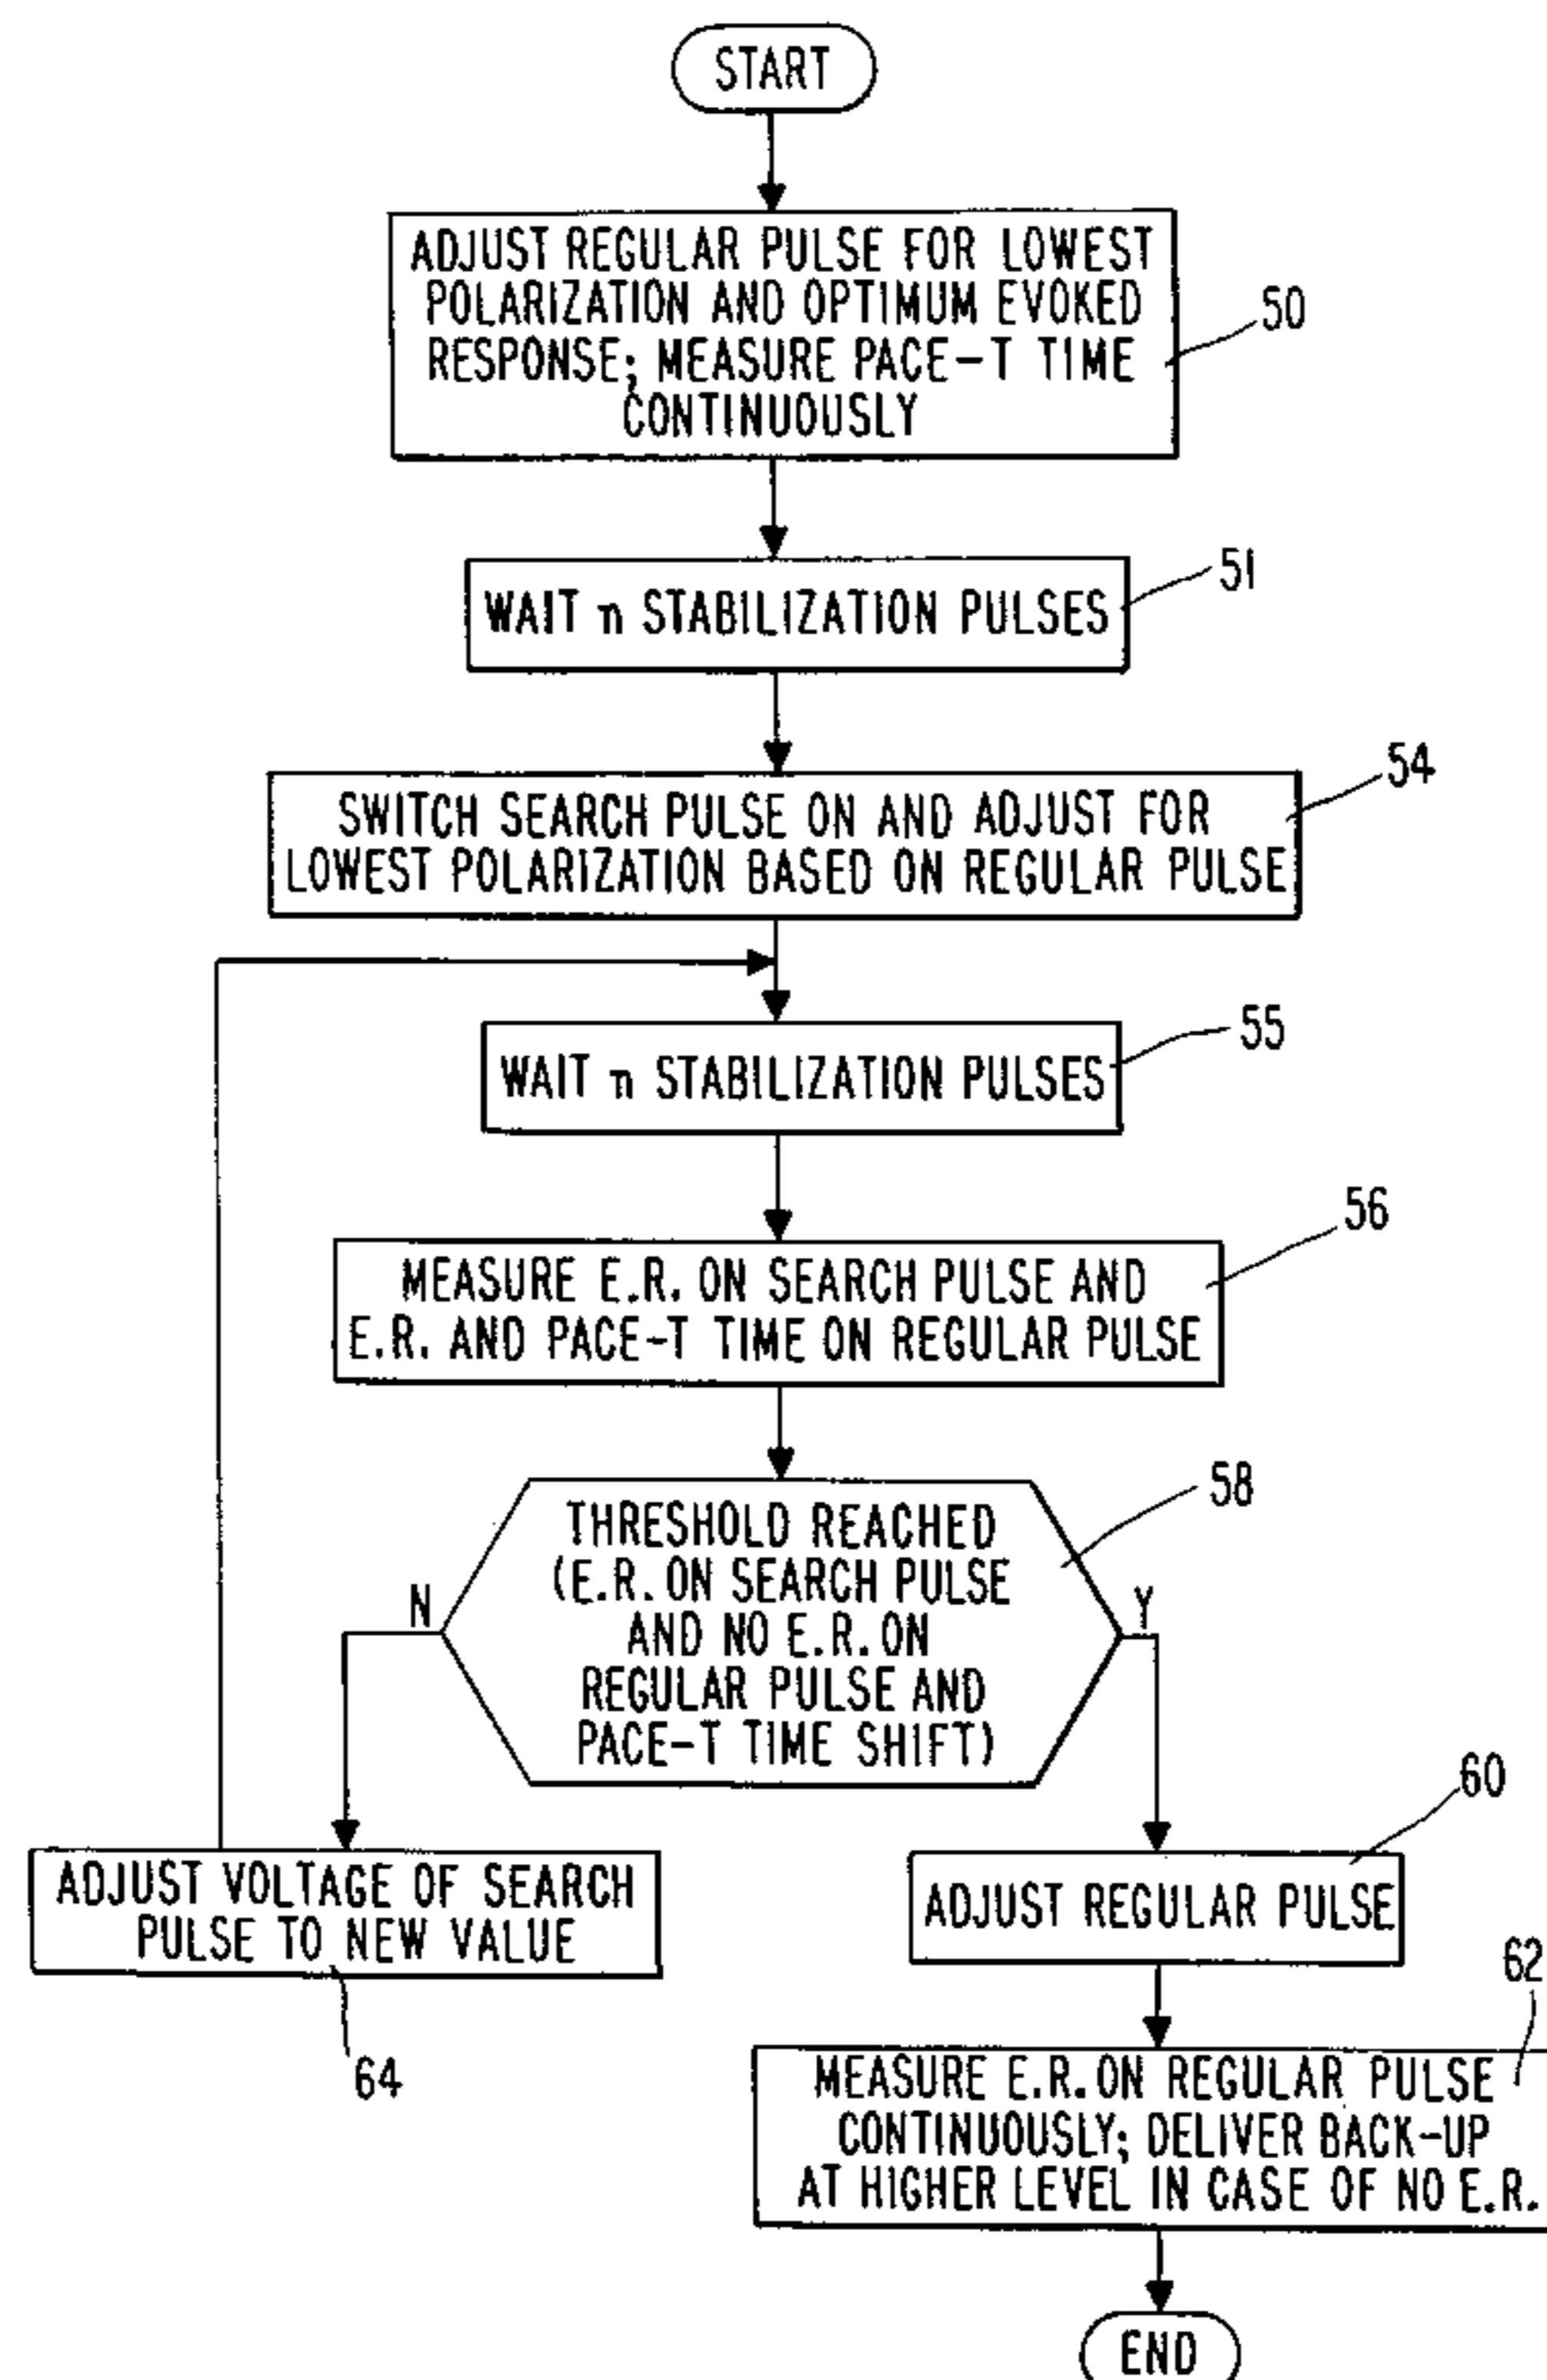 START
ADJUST REGULAR PULSE FOR LOWEST
POLARIZATION AND OPTIMUM EVOKED
RESPONSE; MEASURE PACE-T TIME
CONTINUOUSLY
50
WAIT n STABILIZATION PULSES
51
SWITCH SEARCH PULSE ON AND ADJUST FOR
LOWEST POLARIZATION BASED ON REGULAR PULSE
54
WAIT n STABILIZATION PULSES
55
MEASURE E.R. ON SEARCH PULSE AND
E.R. AND PACE-T TIME ON REGULAR PULSE
56
THRESHOLD REACHED
(E.R. ON SEARCH PULSE
AND NO E.R. ON
REGULAR PULSE AND
PACE-T TIME SHIFT)
58
N
Y
ADJUST VOLTAGE OF SEARCH
PULSE TO NEW VALUE
64
ADJUST REGULAR PULSE
60
MEASURE E.R. ON REGULAR PULSE
CONTINUOUSLY; DELIVER BACK-UP
AT HIGHER LEVEL IN CASE OF NO E.R.
62
END